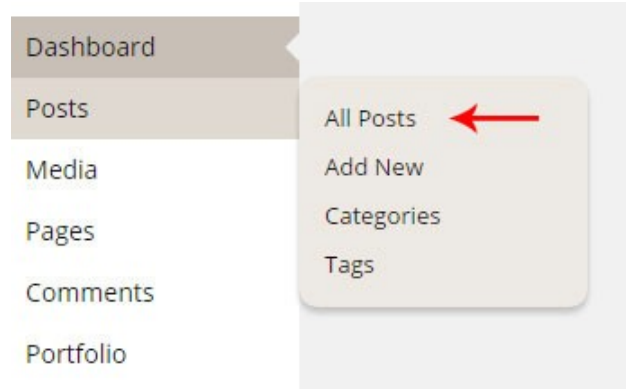 Dashboard
Posts
Media
Pages
Comments
Portfolio
All Posts
Add New
Categories
Tags